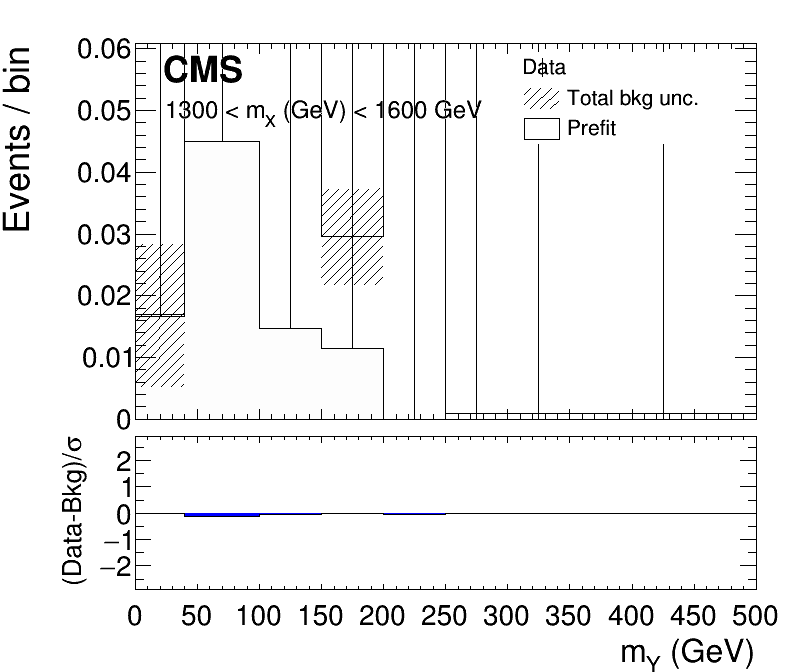 CMS
1300 < mX (GeV) < 1600 GeV
Data
Total bkg unc.
Prefit
Events / bin
0.06
0.05
0.04
0.03
0.02
0.01
0
(Data-Bkg)/σ
2
1
0
−1
−2
0 50 100 150 200 250 300 350 400 450 500
mY (GeV)